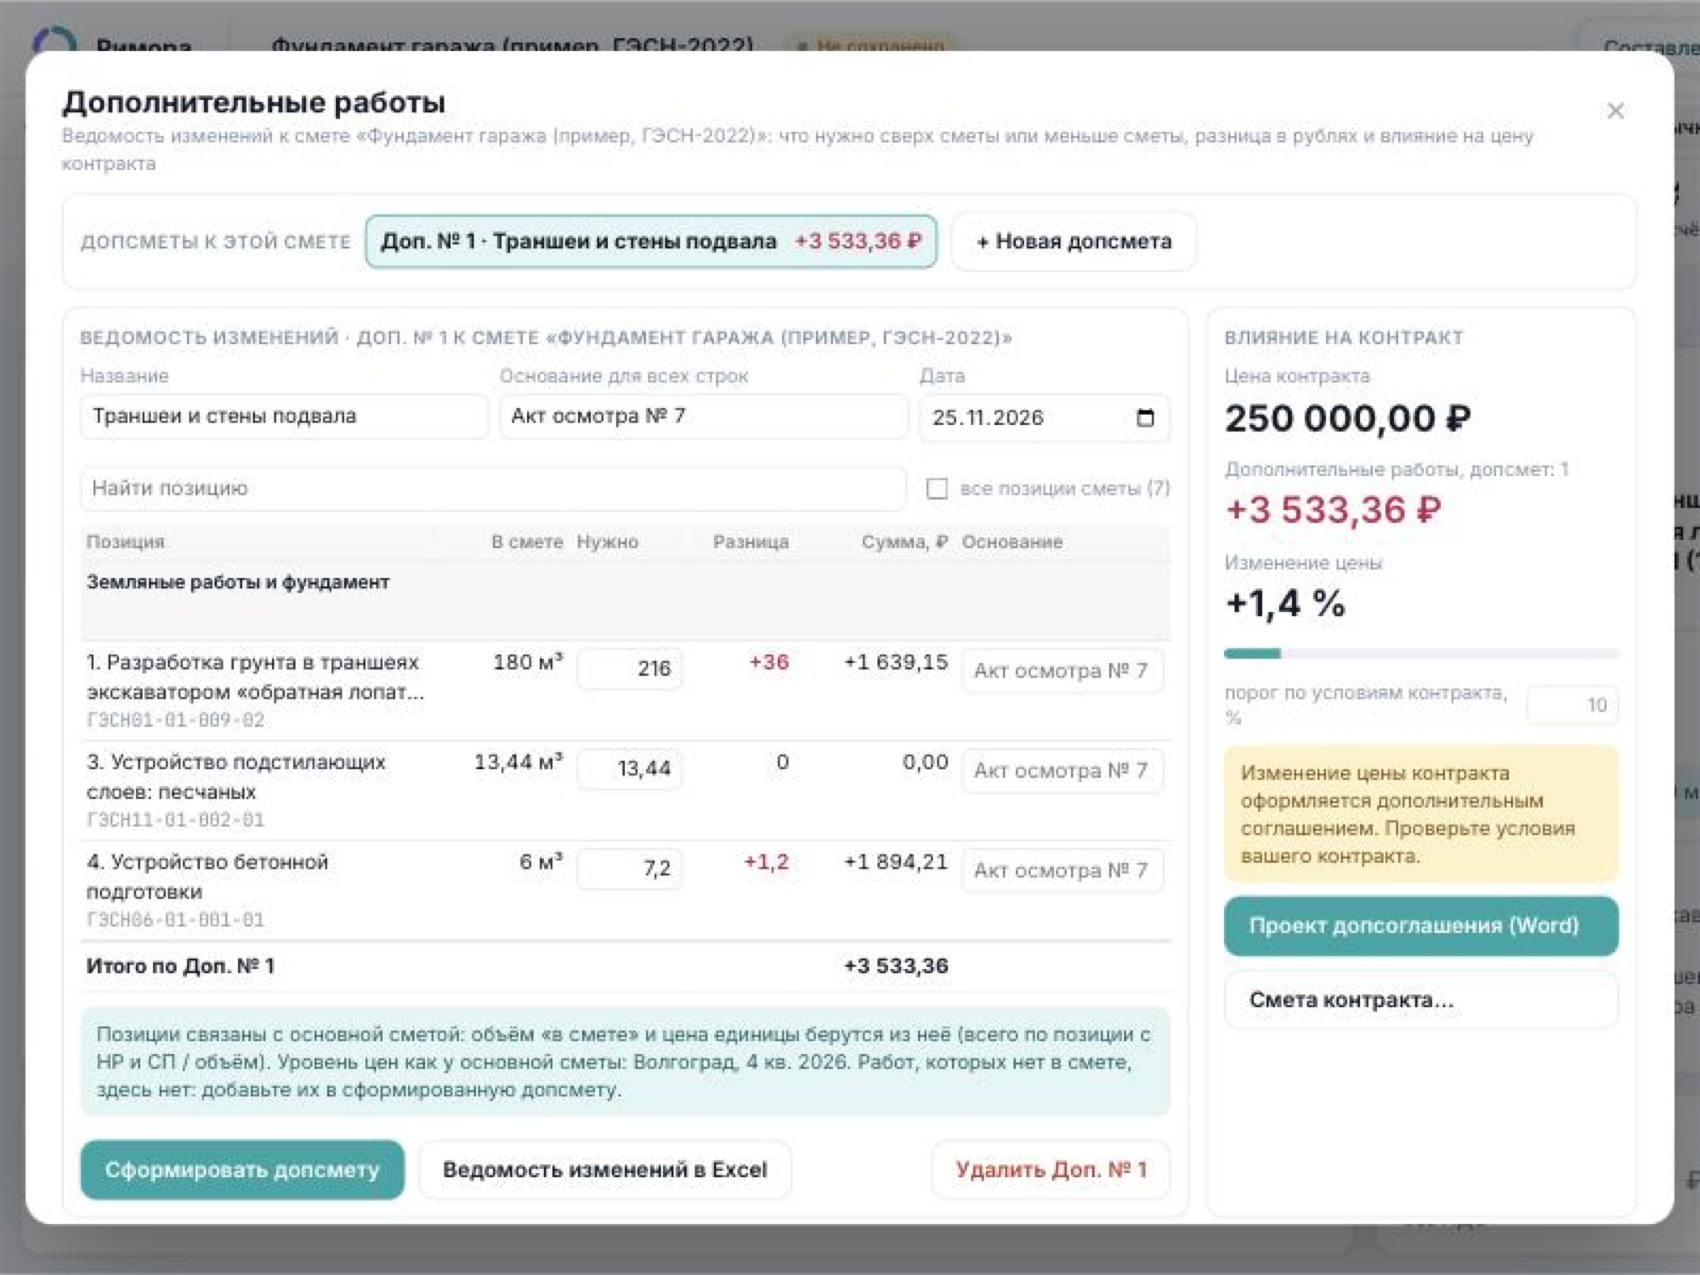 Римора
Фундамент гаража (пример, ГЭСН-2022)
Не сохранено
Дополнительные работы
×
Ведомость изменений к смете «Фундамент гаража (пример, ГЭСН-2022)»: что нужно сверх сметы или меньше сметы, разница в рублях и влияние на цену
контракта
ДОПСМЕТЫ К ЭТОЙ СМЕТЕ
Доп. № 1 · Траншеи и стены подвала +3 533,36 ₽
+ Новая допсмета
ВЕДОМОСТЬ ИЗМЕНЕНИЙ · ДОП. № 1 К СМЕТЕ «ФУНДАМЕНТ ГАРАЖА (ПРИМЕР, ГЭСН-2022)»
Название Основание для всех строк Дата
Траншеи и стены подвала Акт осмотра № 7 25.11.2026
Найти позицию все позиции сметы (7)
Позиция В смете Нужно Разница Сумма, ₽ Основание
Земляные работы и фундамент
1. Разработка грунта в траншеях 180 м³ 216 +36 +1 639,15 Акт осмотра № 7
экскаватором «обратная лопат...
ГЭСН01-01-009-02
3. Устройство подстилающих 13,44 м³ 13,44 0 0,00 Акт осмотра № 7
слоев: песчаных
ГЭСН11-01-002-01
4. Устройство бетонной 6 м³ 7,2 +1,2 +1 894,21 Акт осмотра № 7
подготовки
ГЭСН06-01-001-01
Итого по Доп. № 1 +3 533,36
Позиции связаны с основной сметой: объём «в смете» и цена единицы берутся из неё (всего по позиции с
НР и СП / объём). Уровень цен как у основной сметы: Волгоград, 4 кв. 2026. Работ, которых нет в смете,
здесь нет: добавьте их в сформированную допсмету.
Сформировать допсмету
Ведомость изменений в Excel
Удалить Доп. № 1
ВЛИЯНИЕ НА КОНТРАКТ
Цена контракта
250 000,00 ₽
Дополнительные работы, допсмет: 1
+3 533,36 ₽
Изменение цены
+1,4 %
порог по условиям контракта, 10
%
Изменение цены контракта
оформляется дополнительным
соглашением. Проверьте условия
вашего контракта.
Проект допсоглашения (Word)
Смета контракта...